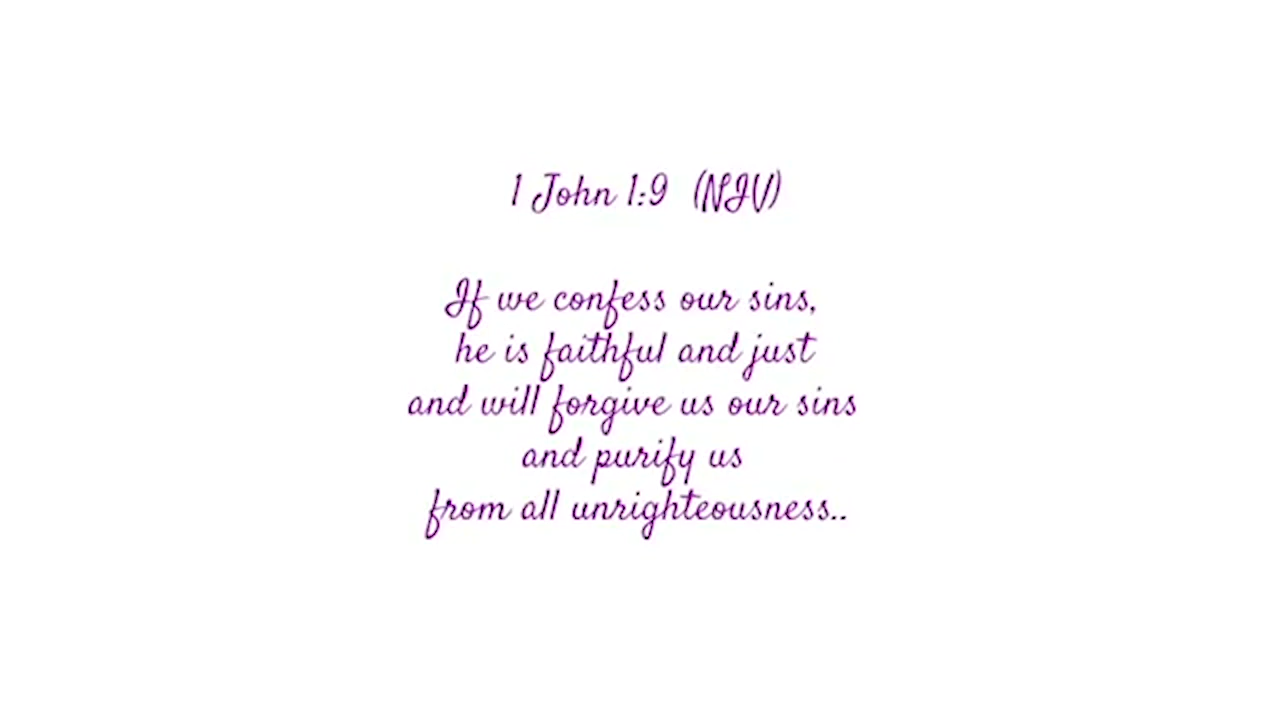 1 John 1:9 (NIV)
If we confess our sins,
he is faithful and just
and will forgive us our sins
and purify us
from all unrighteousness..